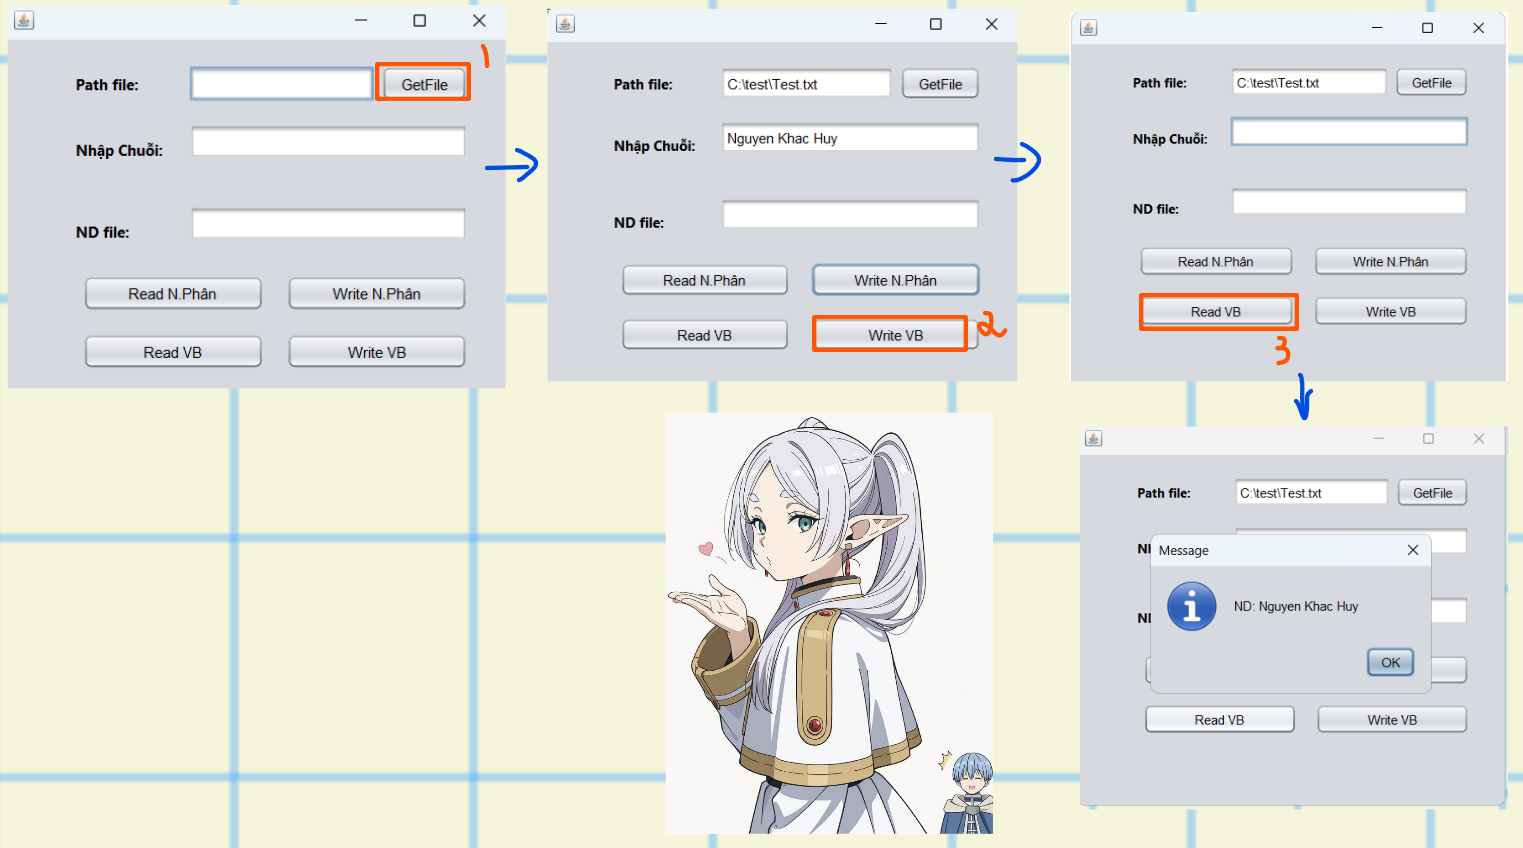 1
Path file:
GetFile
Nhập Chuỗi:
ND file:
Read N.Phân
Write N.Phân
Read VB
Write VB
Path file:
C:\test\Test.txt
GetFile
Nhập Chuỗi:
Nguyen Khac Huy
ND file:
Read N.Phân
Write N.Phân
Read VB
Write VB
2
Path file:
C:\test\Test.txt
GetFile
Nhập Chuỗi:
ND file:
Read N.Phân
Write N.Phân
Read VB
Write VB
3
Path file:
C:\test\Test.txt
GetFile
Message
ND: Nguyen Khac Huy
OK
Read VB
Write VB